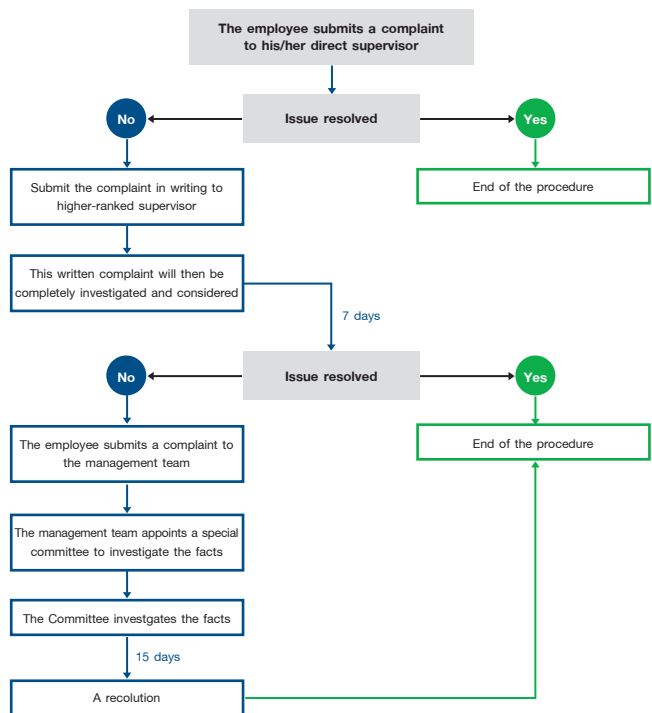 The employee submits a complaint
to his/her direct supervisor
No
Issue resolved
Yes
Submit the complaint in writing to
higher-ranked supervisor
End of the procedure
This written complaint will then be
completely investigated and considered
7 days
No
Issue resolved
Yes
The employee submits a complaint to
the management team
End of the procedure
The management team appoints a special
committee to investigate the facts
The Committee investgates the facts
15 days
A recolution